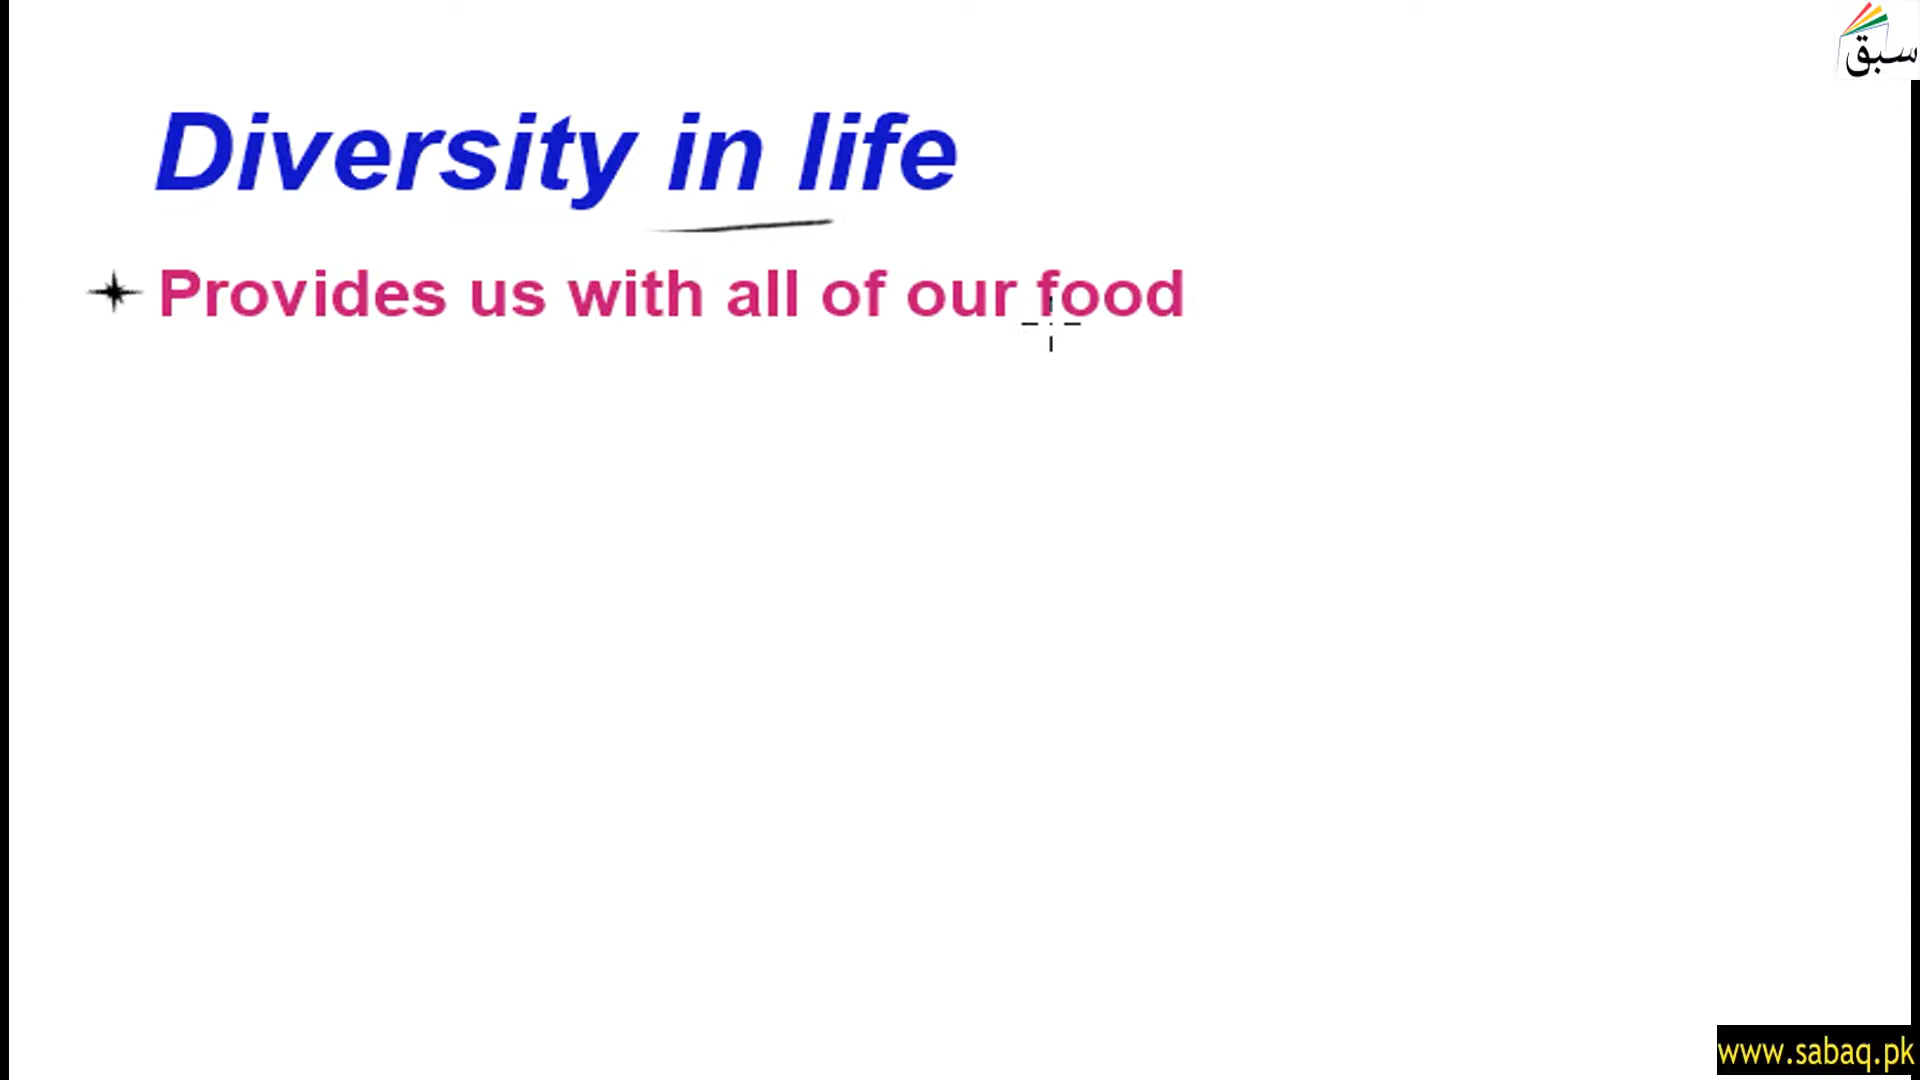 سبق
Diversity in life
Provides us with all of our food
www.sabaq.pk